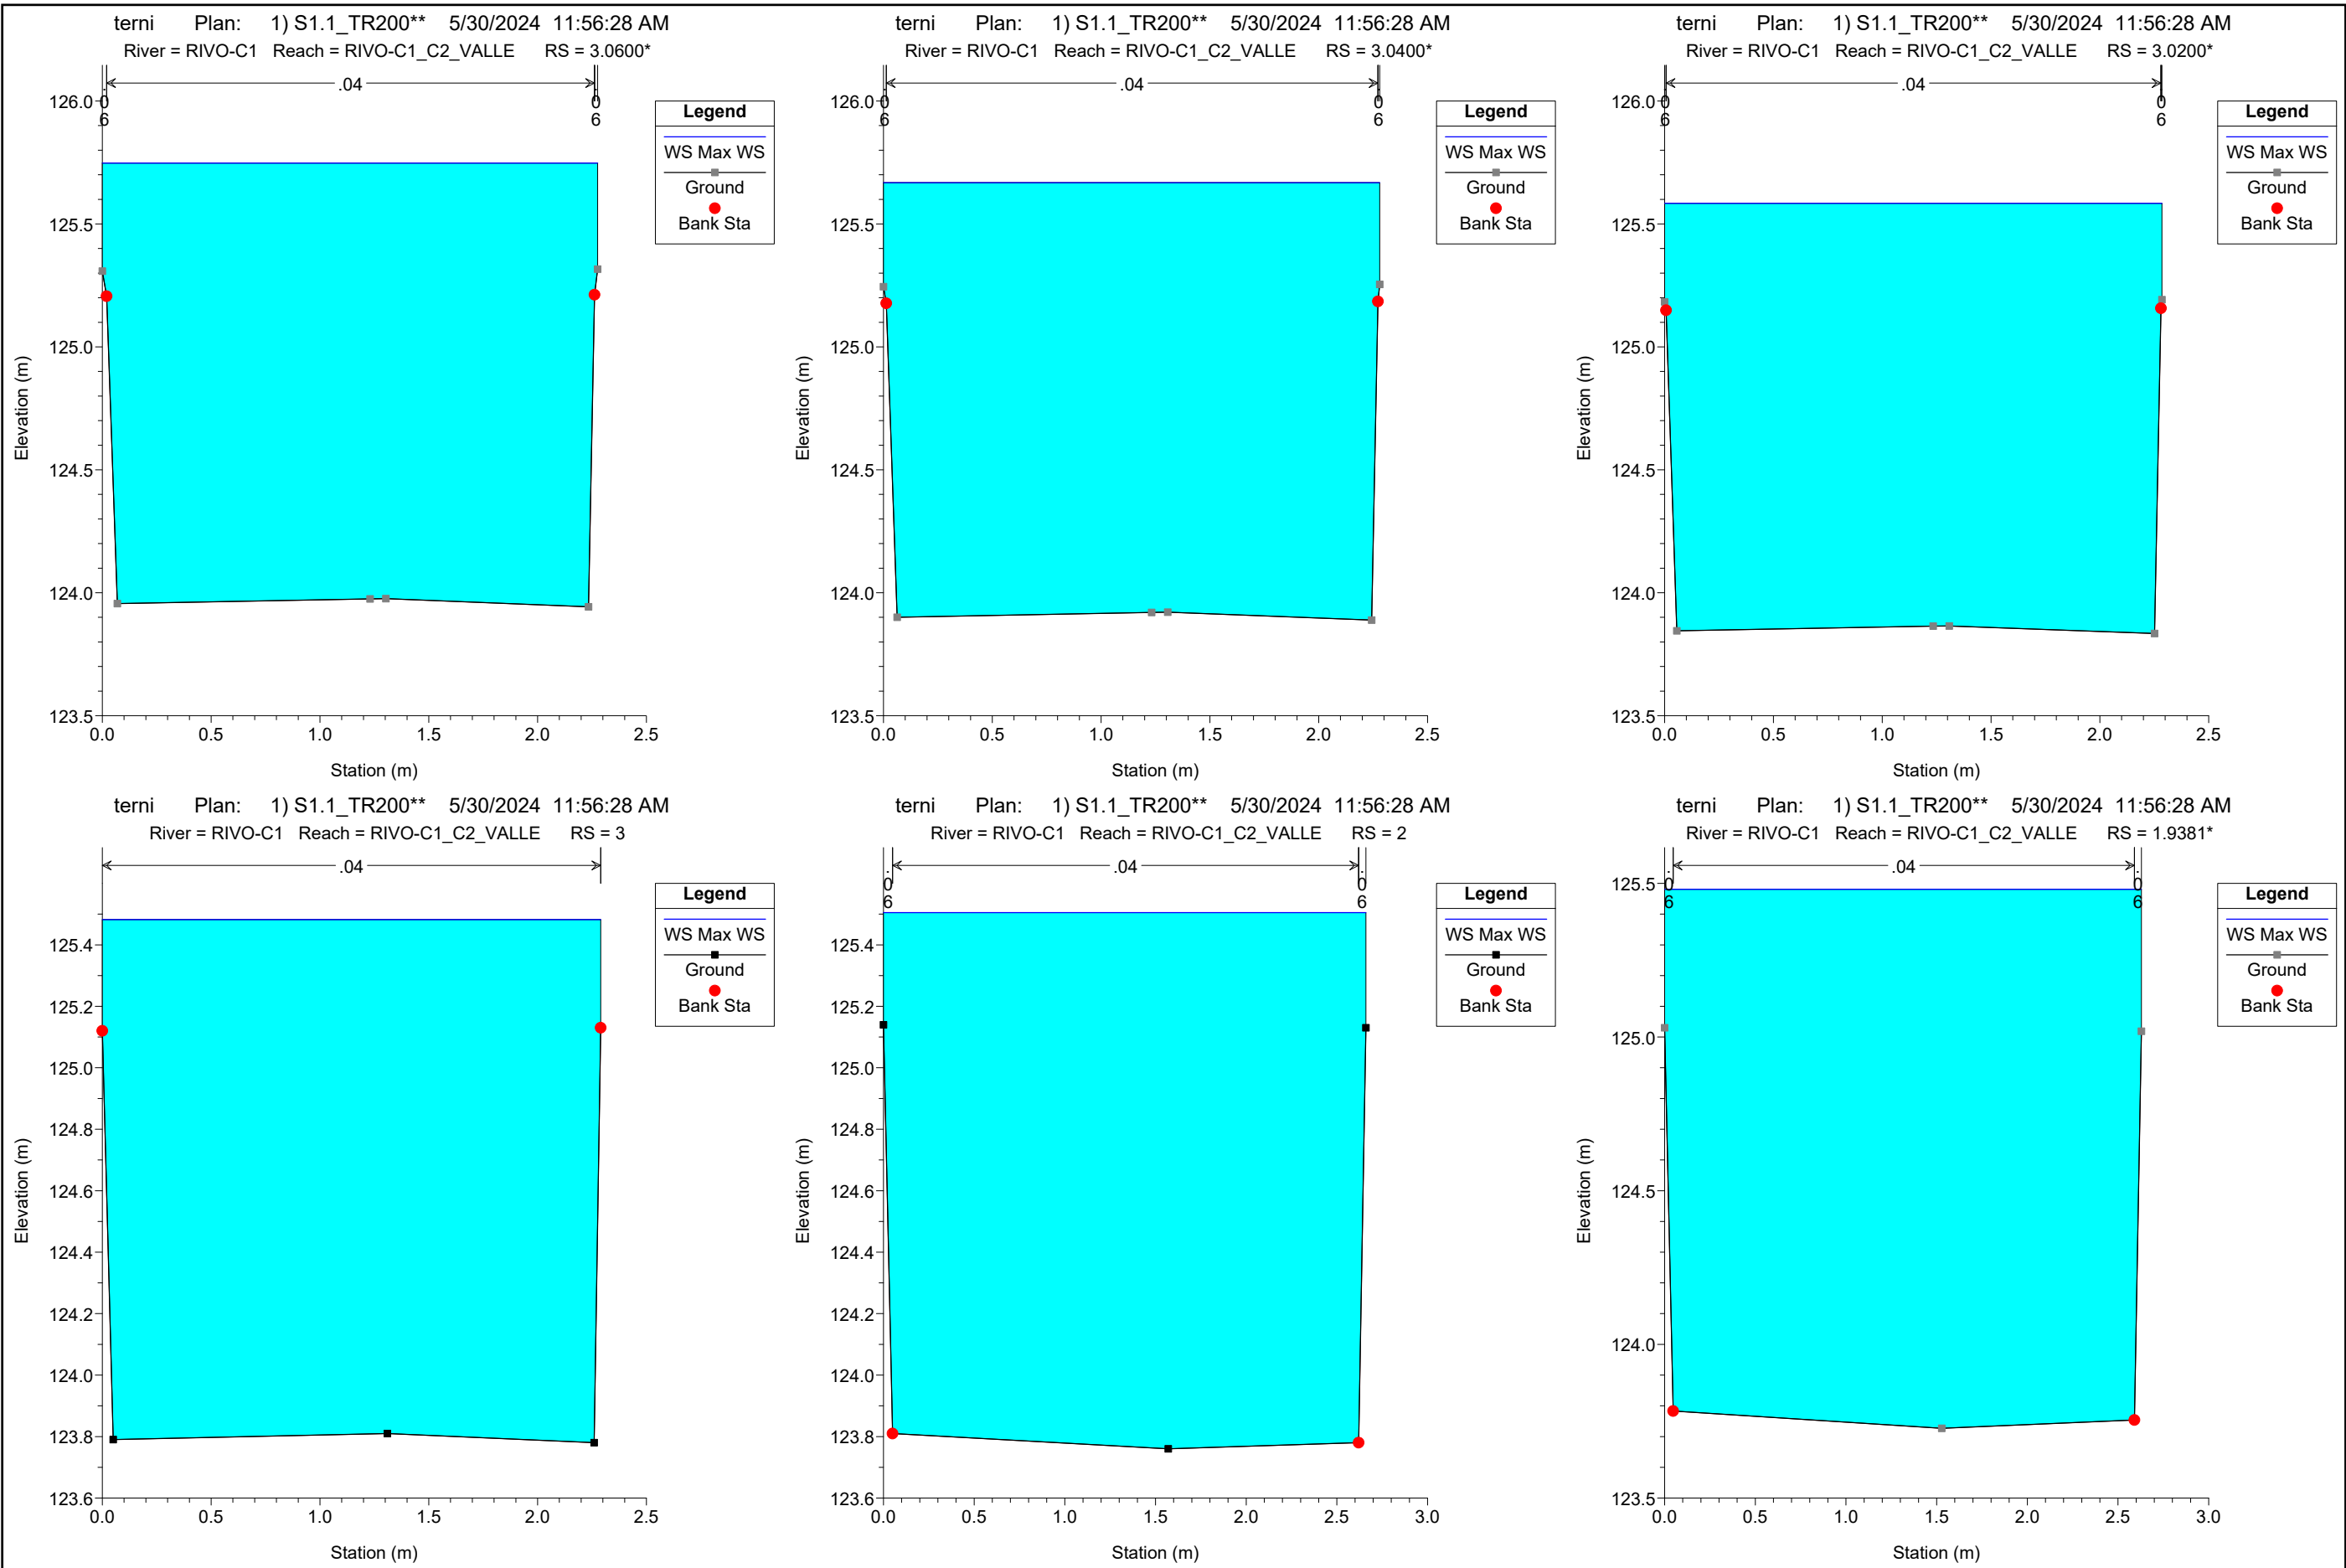 terni Plan: 1) S1.1_TR200** 5/30/2024 11:56:28 AM
River = RIVO-C1 Reach = RIVO-C1_C2_VALLE RS = 3.0600*
.04
.06
.06
126.0
125.5
125.0
124.5
124.0
123.5
0.0 0.5 1.0 1.5 2.0 2.5
Station (m)
Elevation (m)
Legend
WS Max WS
Ground
Bank Sta
terni Plan: 1) S1.1_TR200** 5/30/2024 11:56:28 AM
River = RIVO-C1 Reach = RIVO-C1_C2_VALLE RS = 3.0400*
.04
.06
.06
126.0
125.5
125.0
124.5
124.0
123.5
0.0 0.5 1.0 1.5 2.0 2.5
Station (m)
Elevation (m)
Legend
WS Max WS
Ground
Bank Sta
terni Plan: 1) S1.1_TR200** 5/30/2024 11:56:28 AM
River = RIVO-C1 Reach = RIVO-C1_C2_VALLE RS = 3.0200*
.04
.06
.06
126.0
125.5
125.0
124.5
124.0
123.5
0.0 0.5 1.0 1.5 2.0 2.5
Station (m)
Elevation (m)
Legend
WS Max WS
Ground
Bank Sta
terni Plan: 1) S1.1_TR200** 5/30/2024 11:56:28 AM
River = RIVO-C1 Reach = RIVO-C1_C2_VALLE RS = 3
.04
125.4
125.2
125.0
124.8
124.6
124.4
124.2
124.0
123.8
123.6
0.0 0.5 1.0 1.5 2.0 2.5
Station (m)
Elevation (m)
Legend
WS Max WS
Ground
Bank Sta
terni Plan: 1) S1.1_TR200** 5/30/2024 11:56:28 AM
River = RIVO-C1 Reach = RIVO-C1_C2_VALLE RS = 2
.04
.06
.06
125.4
125.2
125.0
124.8
124.6
124.4
124.2
124.0
123.8
123.6
0.0 0.5 1.0 1.5 2.0 2.5 3.0
Station (m)
Elevation (m)
Legend
WS Max WS
Ground
Bank Sta
terni Plan: 1) S1.1_TR200** 5/30/2024 11:56:28 AM
River = RIVO-C1 Reach = RIVO-C1_C2_VALLE RS = 1.9381*
.04
.06
.06
125.5
125.0
124.5
124.0
123.5
0.0 0.5 1.0 1.5 2.0 2.5 3.0
Station (m)
Elevation (m)
Legend
WS Max WS
Ground
Bank Sta